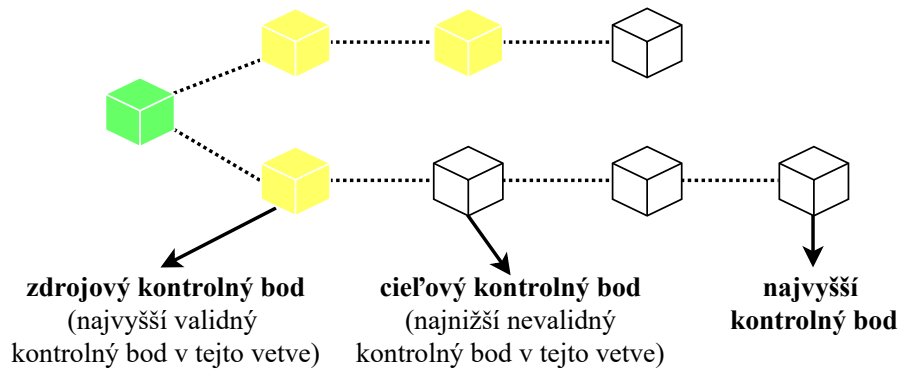 zdrojový kontrolný bod
(najvyšší validný
kontrolný bod v tejto vetve)
cieľový kontrolný bod
(najnižší nevalidný
kontrolný bod v tejto vetve)
najvyšší
kontrolný bod